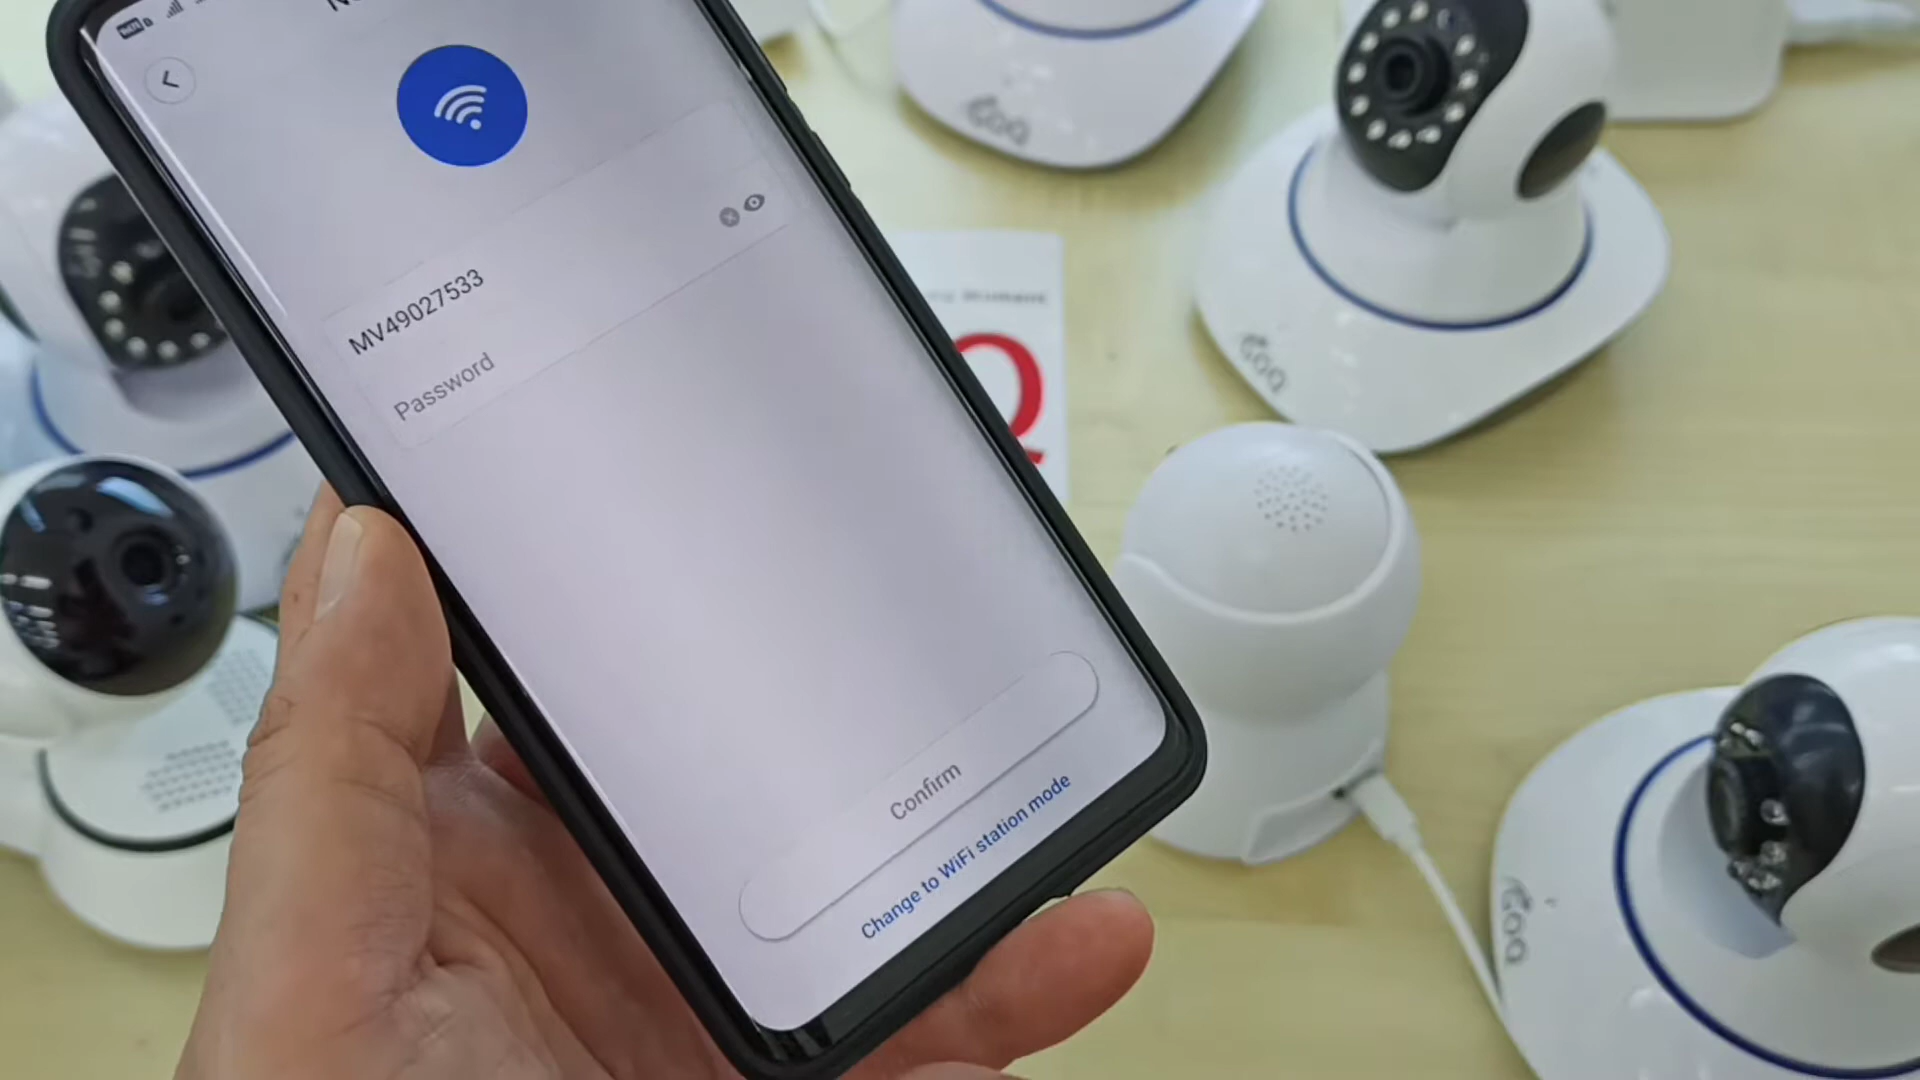 MV49027533
Password
Confirm
Change to WiFi station mode
Q